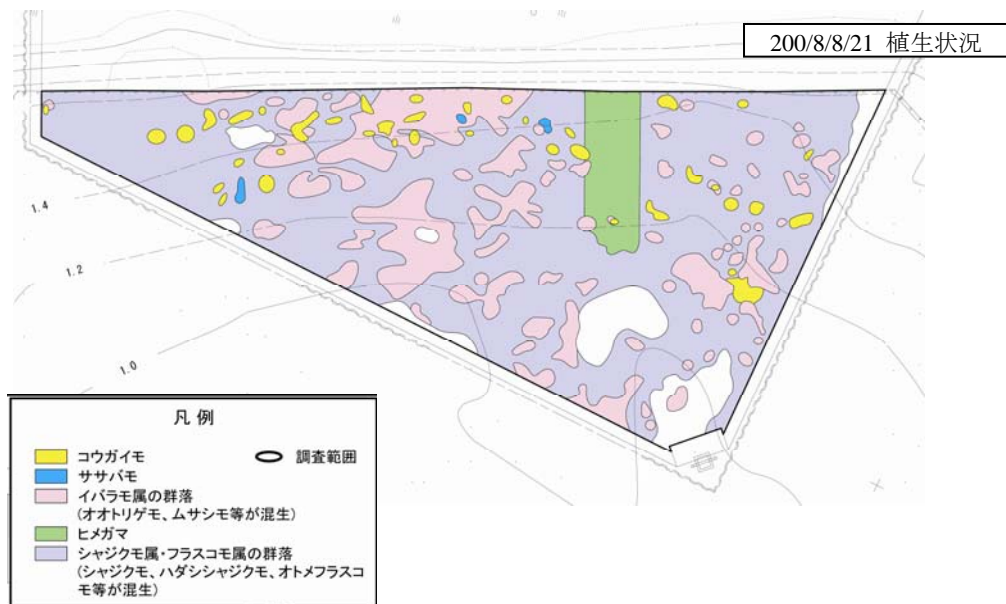 200/8/8/21 植生状況
1.4
1.2
1.0
凡 例
コウガイモ
ササバモ
イバラモ属の群落
(オオトリゲモ、ムサシモ等が混生)
ヒメガマ
シャジクモ属・フラスコモ属の群落
(シャジクモ、ハダシシャジクモ、オトメフラスコ
モ等が混生)
調査範囲